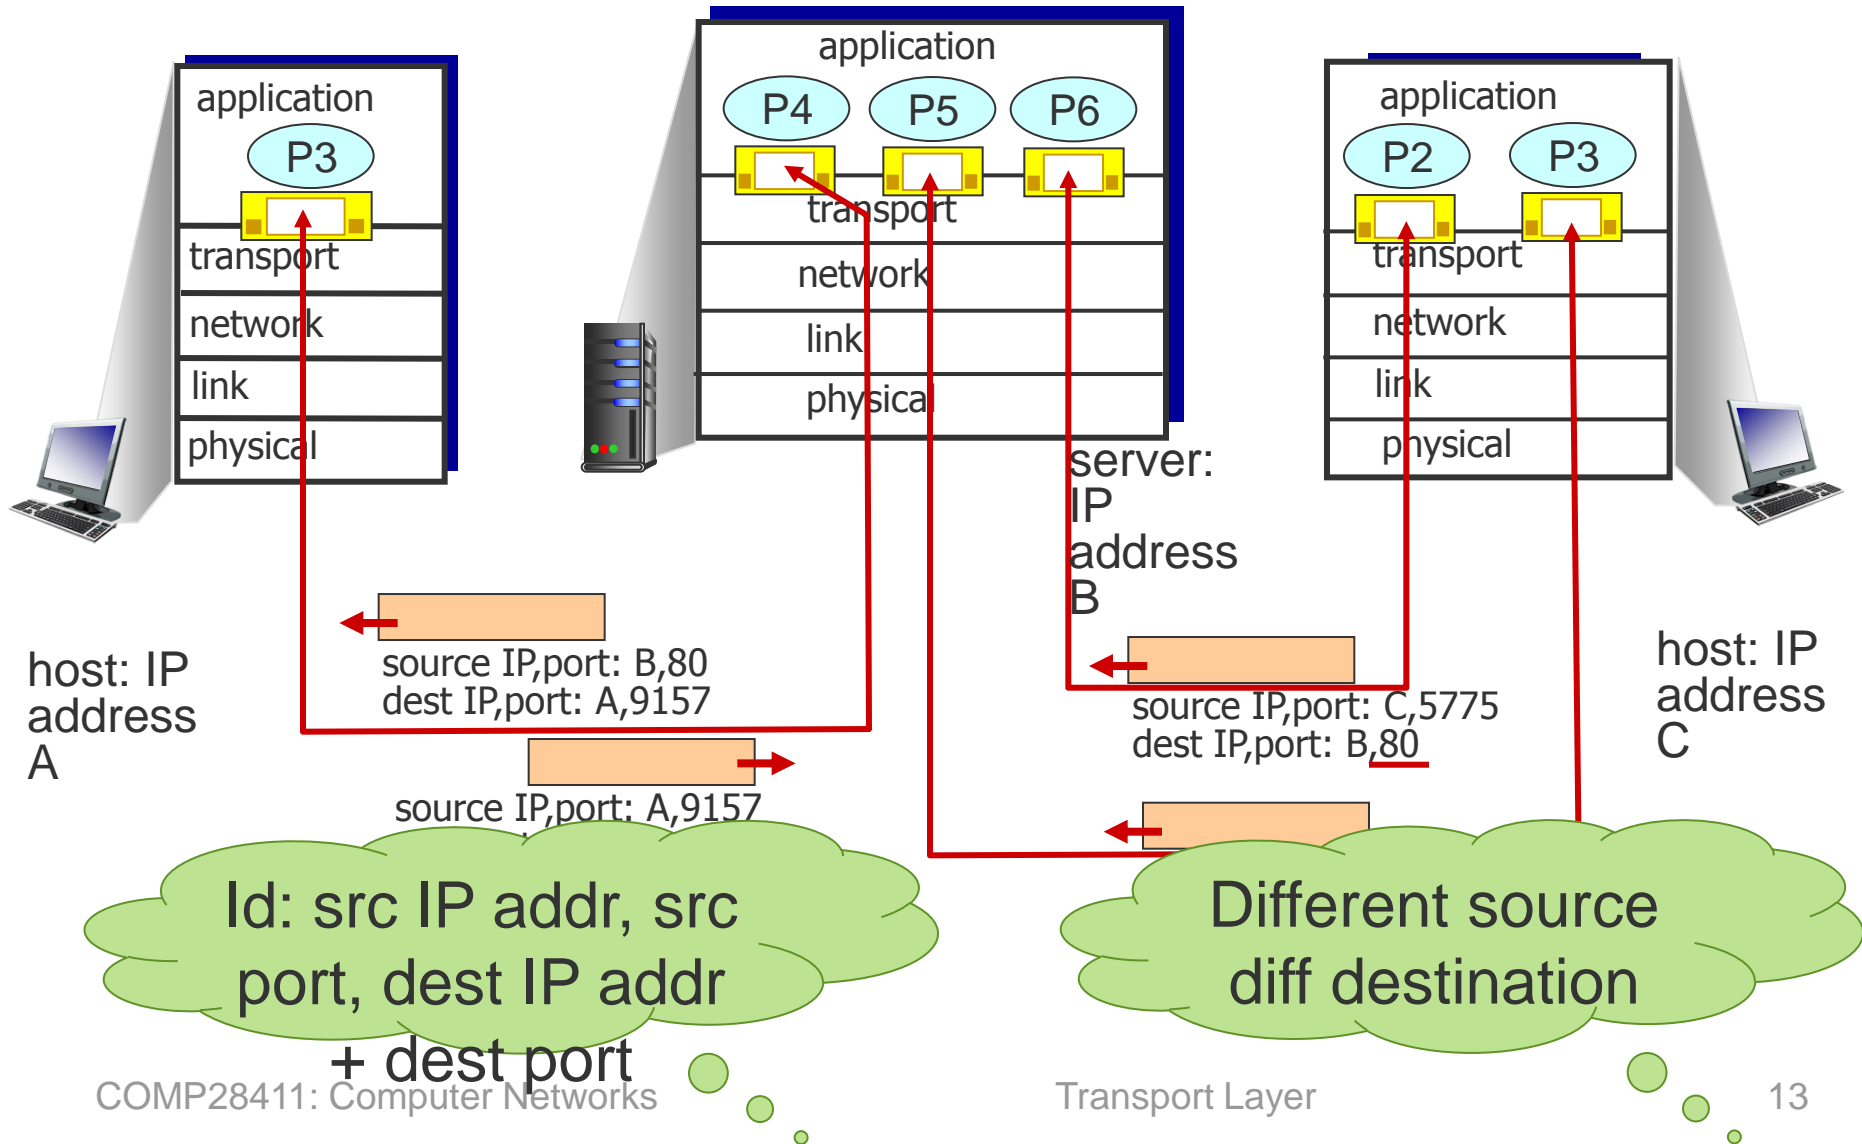 application
P3
transport
network
link
physical
application
P4
P5
P6
transport
network
link
physical
application
P2
P3
transport
network
link
physical
server:
IP
address
B
host: IP
address
A
source IP,port: B,80
dest IP,port: A,9157
source IP,port: A,9157
source IP,port: C,5775
dest IP,port: B,80
host: IP
address
C
Id: src IP addr, src
port, dest IP addr
+ dest port
Different source
diff destination
COMP28411: Computer Networks
Transport Layer
13